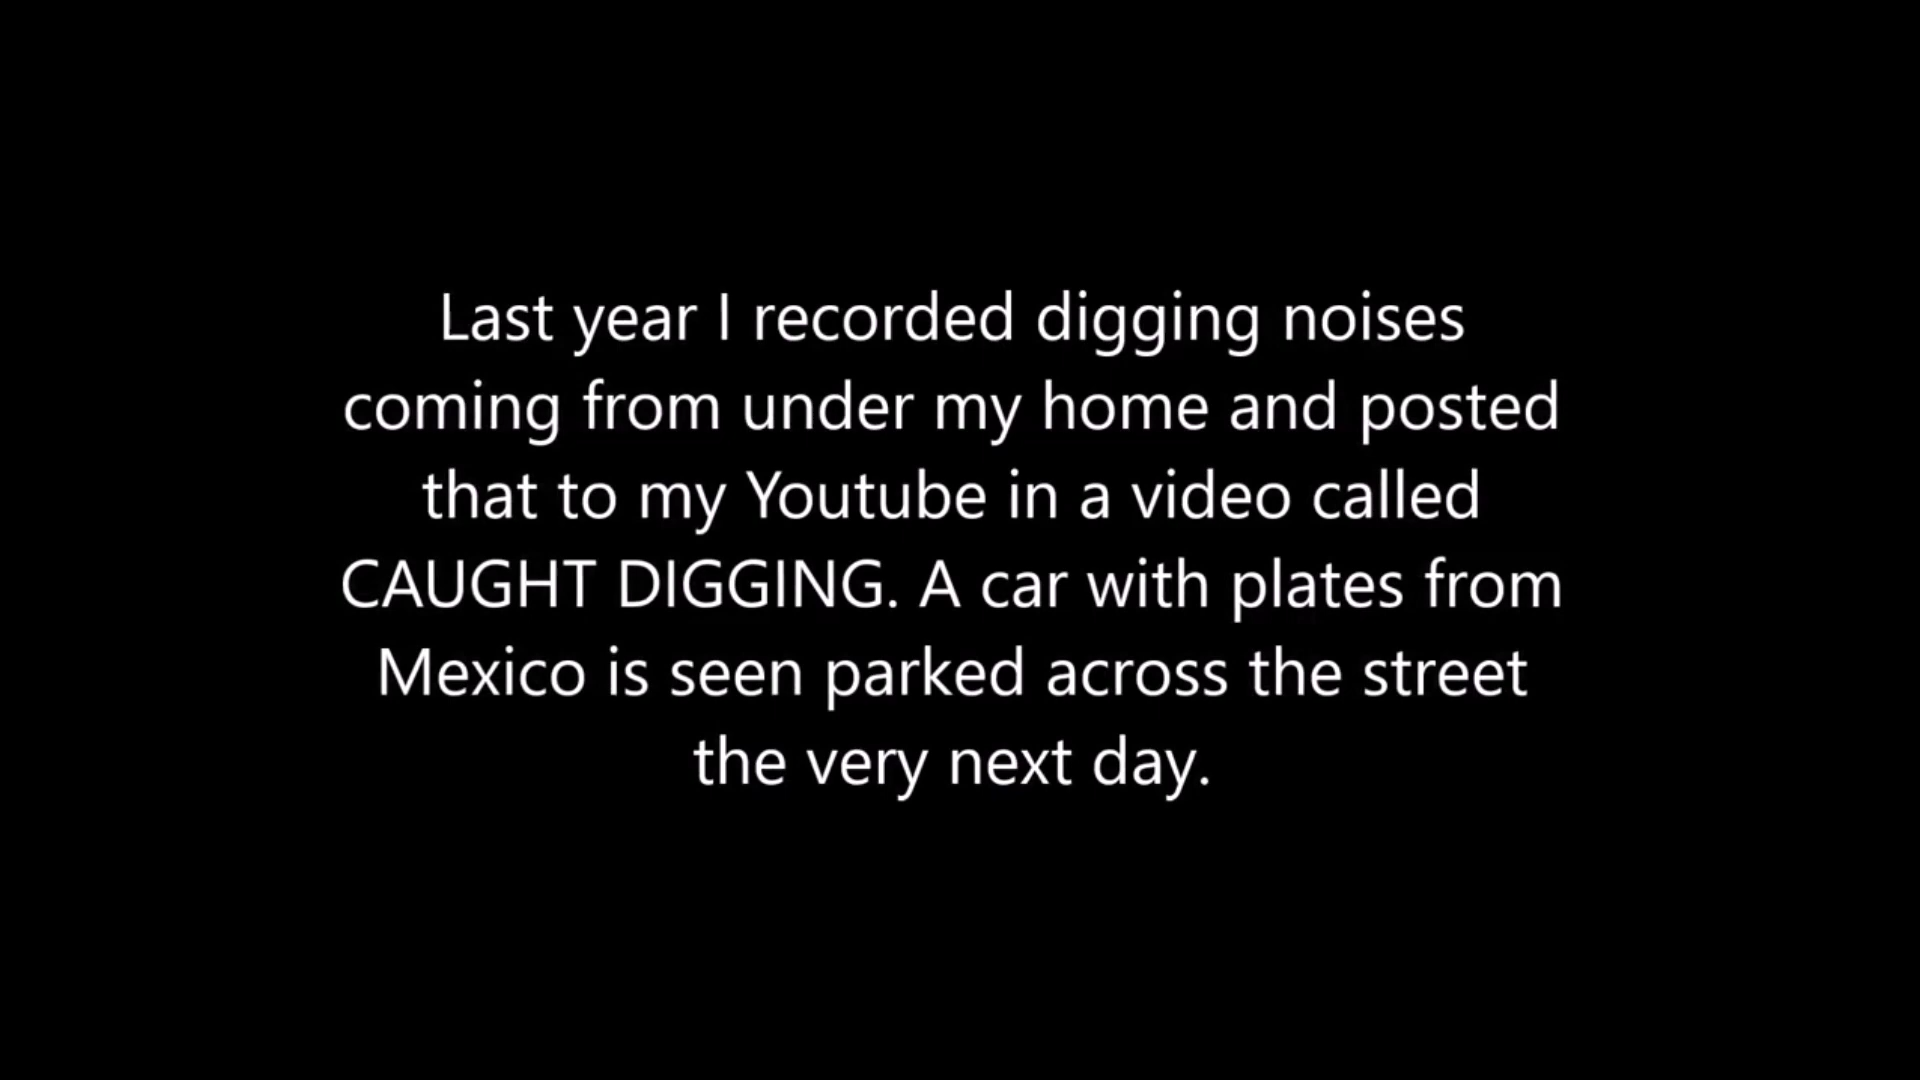 Last year I recorded digging noises
coming from under my home and posted
that to my Youtube in a video called
CAUGHT DIGGING. A car with plates from
Mexico is seen parked across the street
the very next day.